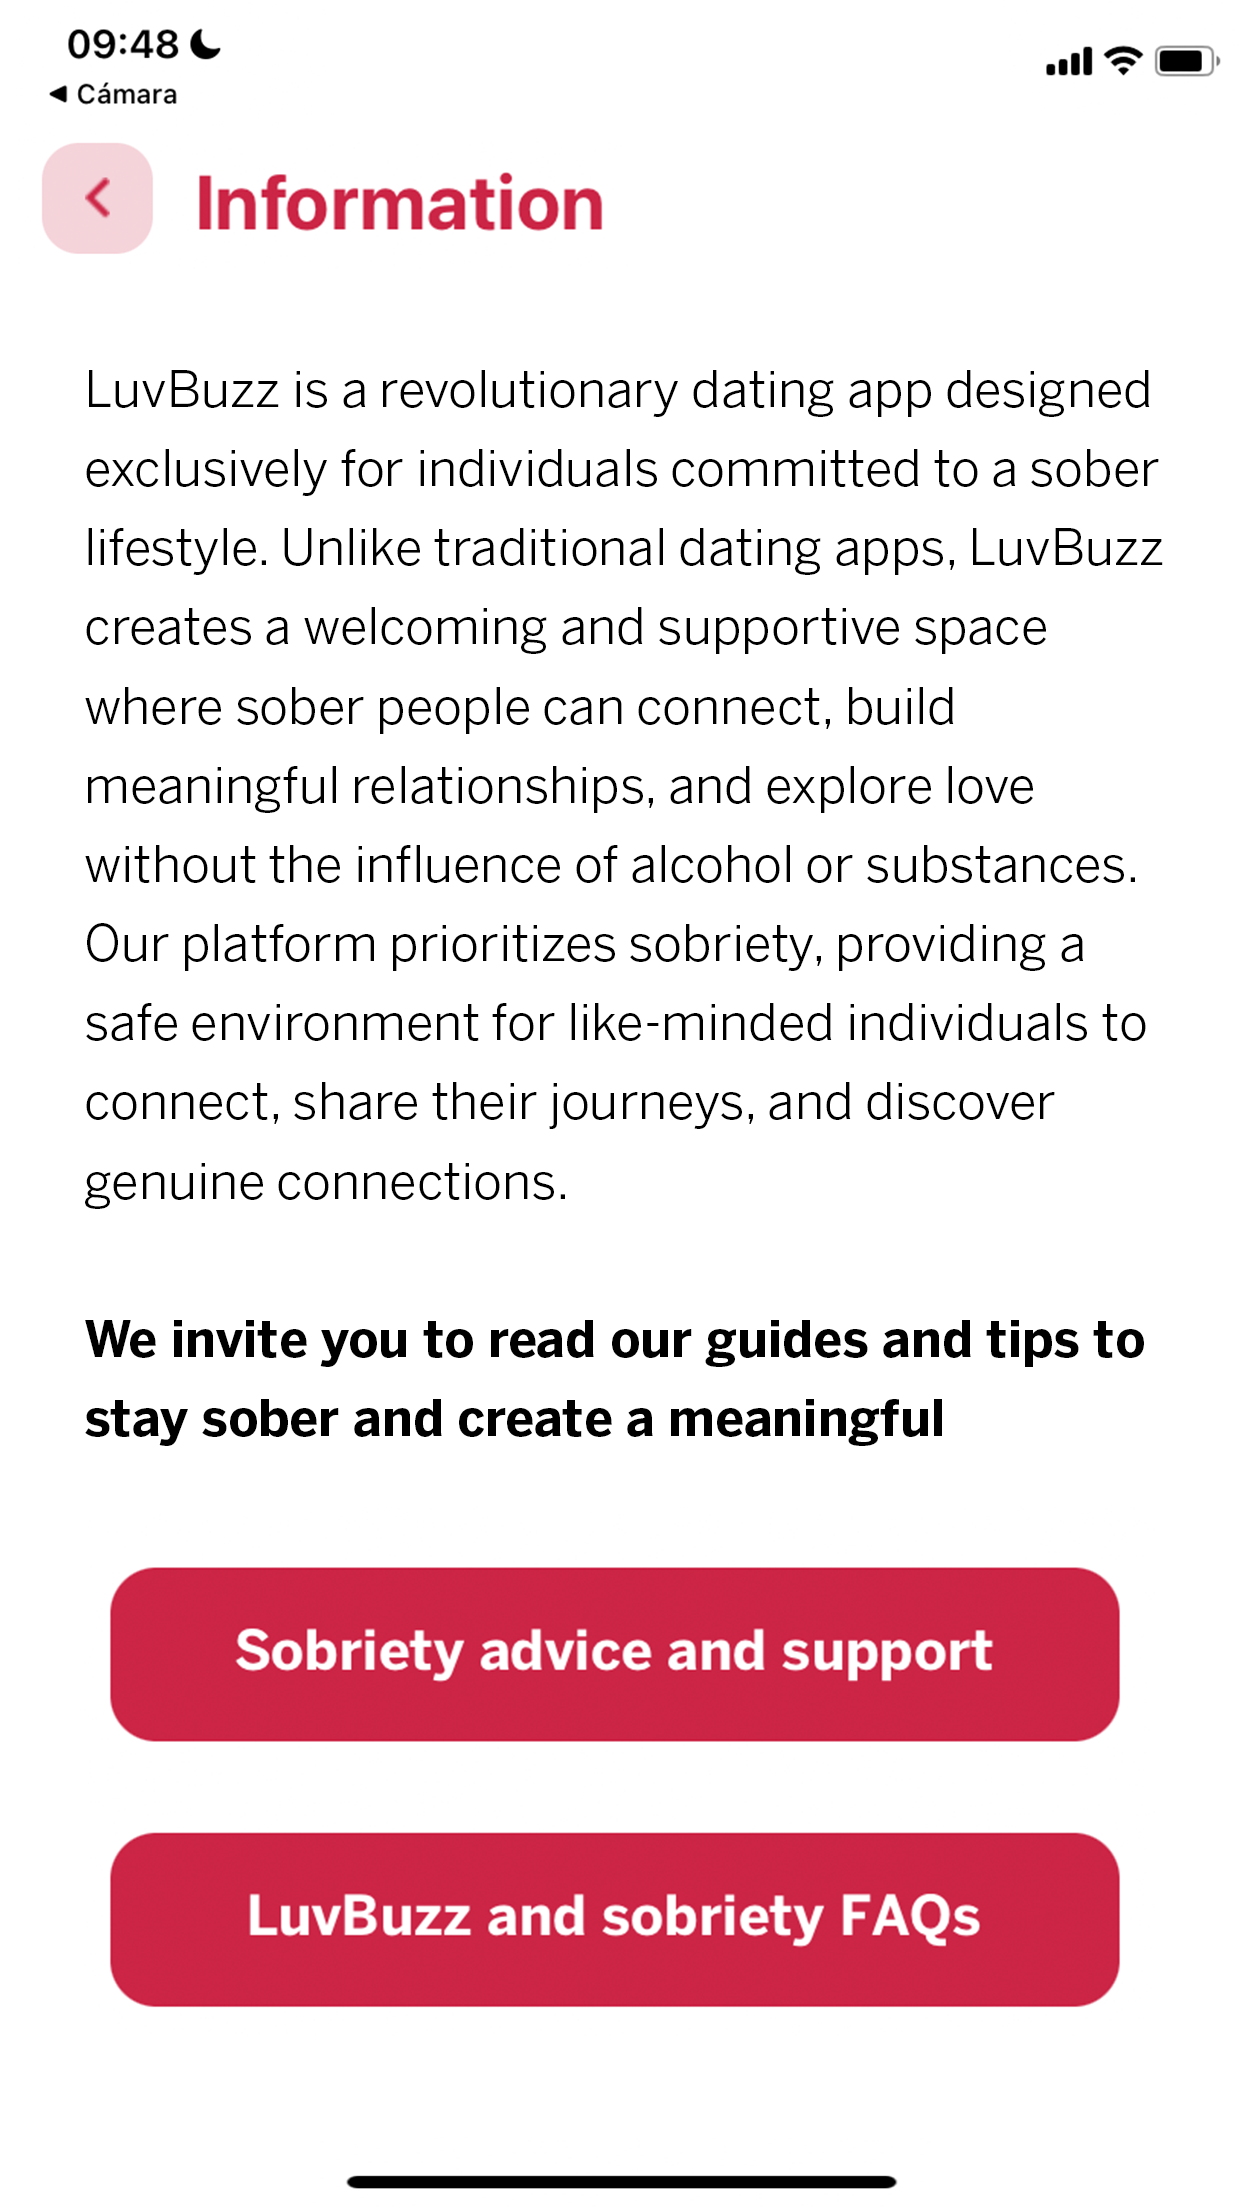 09:48
Cámara
Information
LuvBuzz is a revolutionary dating app designed
exclusively for individuals committed to a sober
lifestyle. Unlike traditional dating apps, LuvBuzz
creates a welcoming and supportive space
where sober people can connect, build
meaningful relationships, and explore love
without the influence of alcohol or substances.
Our platform prioritizes sobriety, providing a
safe environment for like-minded individuals to
connect, share their journeys, and discover
genuine connections.
We invite you to read our guides and tips to
stay sober and create a meaningful
Sobriety advice and support
LuvBuzz and sobriety FAQs